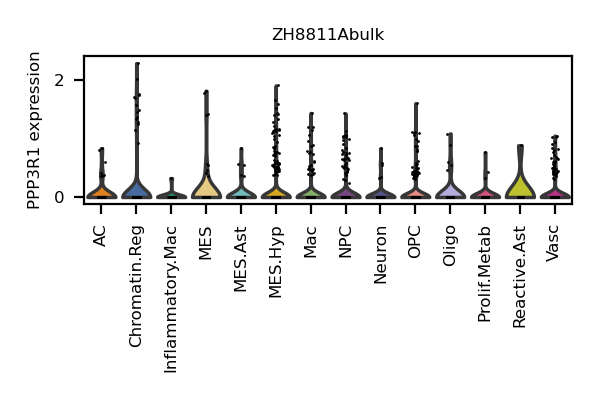 ZH8811Abulk
PPP3R1 expression
2
0
AC
Chromatin.Reg
Inflammatory.Mac
MES
MES.Ast
MES.Hyp
Mac
NPC
Neuron
OPC
Oligo
Prolif.Metab
Reactive.Ast
Vasc